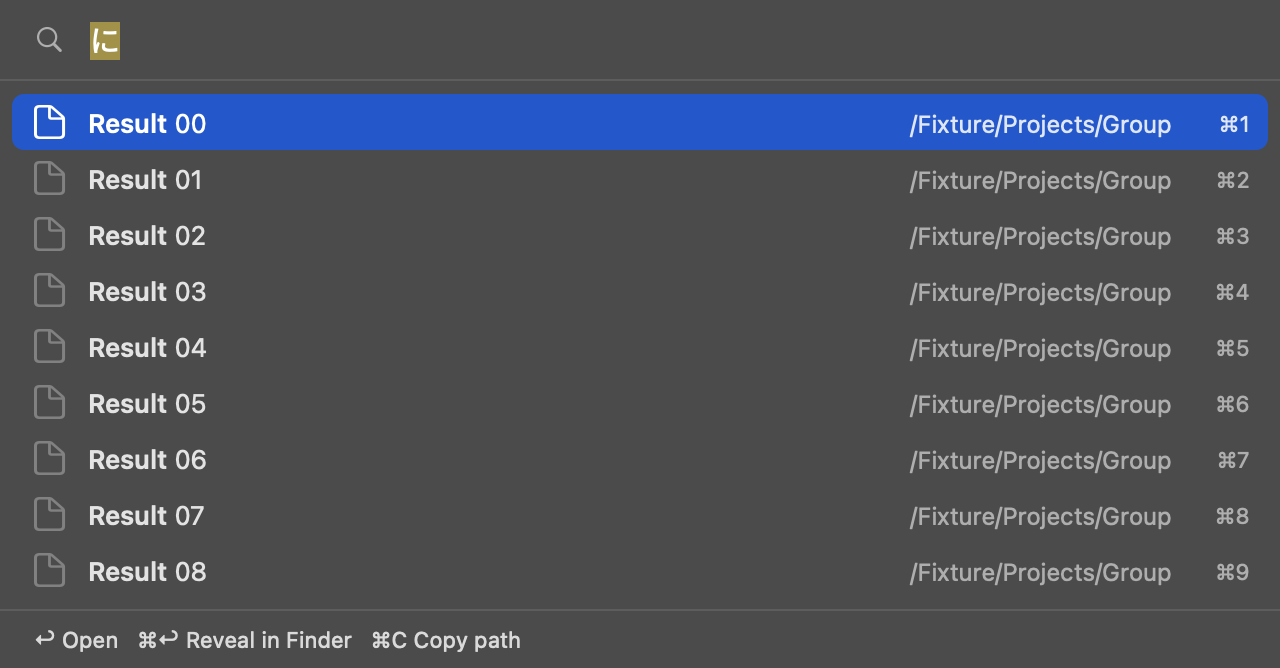 に
Result 00 /Fixture/Projects/Group ⌘1
Result 01 /Fixture/Projects/Group ⌘2
Result 02 /Fixture/Projects/Group ⌘3
Result 03 /Fixture/Projects/Group ⌘4
Result 04 /Fixture/Projects/Group ⌘5
Result 05 /Fixture/Projects/Group ⌘6
Result 06 /Fixture/Projects/Group ⌘7
Result 07 /Fixture/Projects/Group ⌘8
Result 08 /Fixture/Projects/Group ⌘9
↩ Open ⌘↩ Reveal in Finder ⌘C Copy path